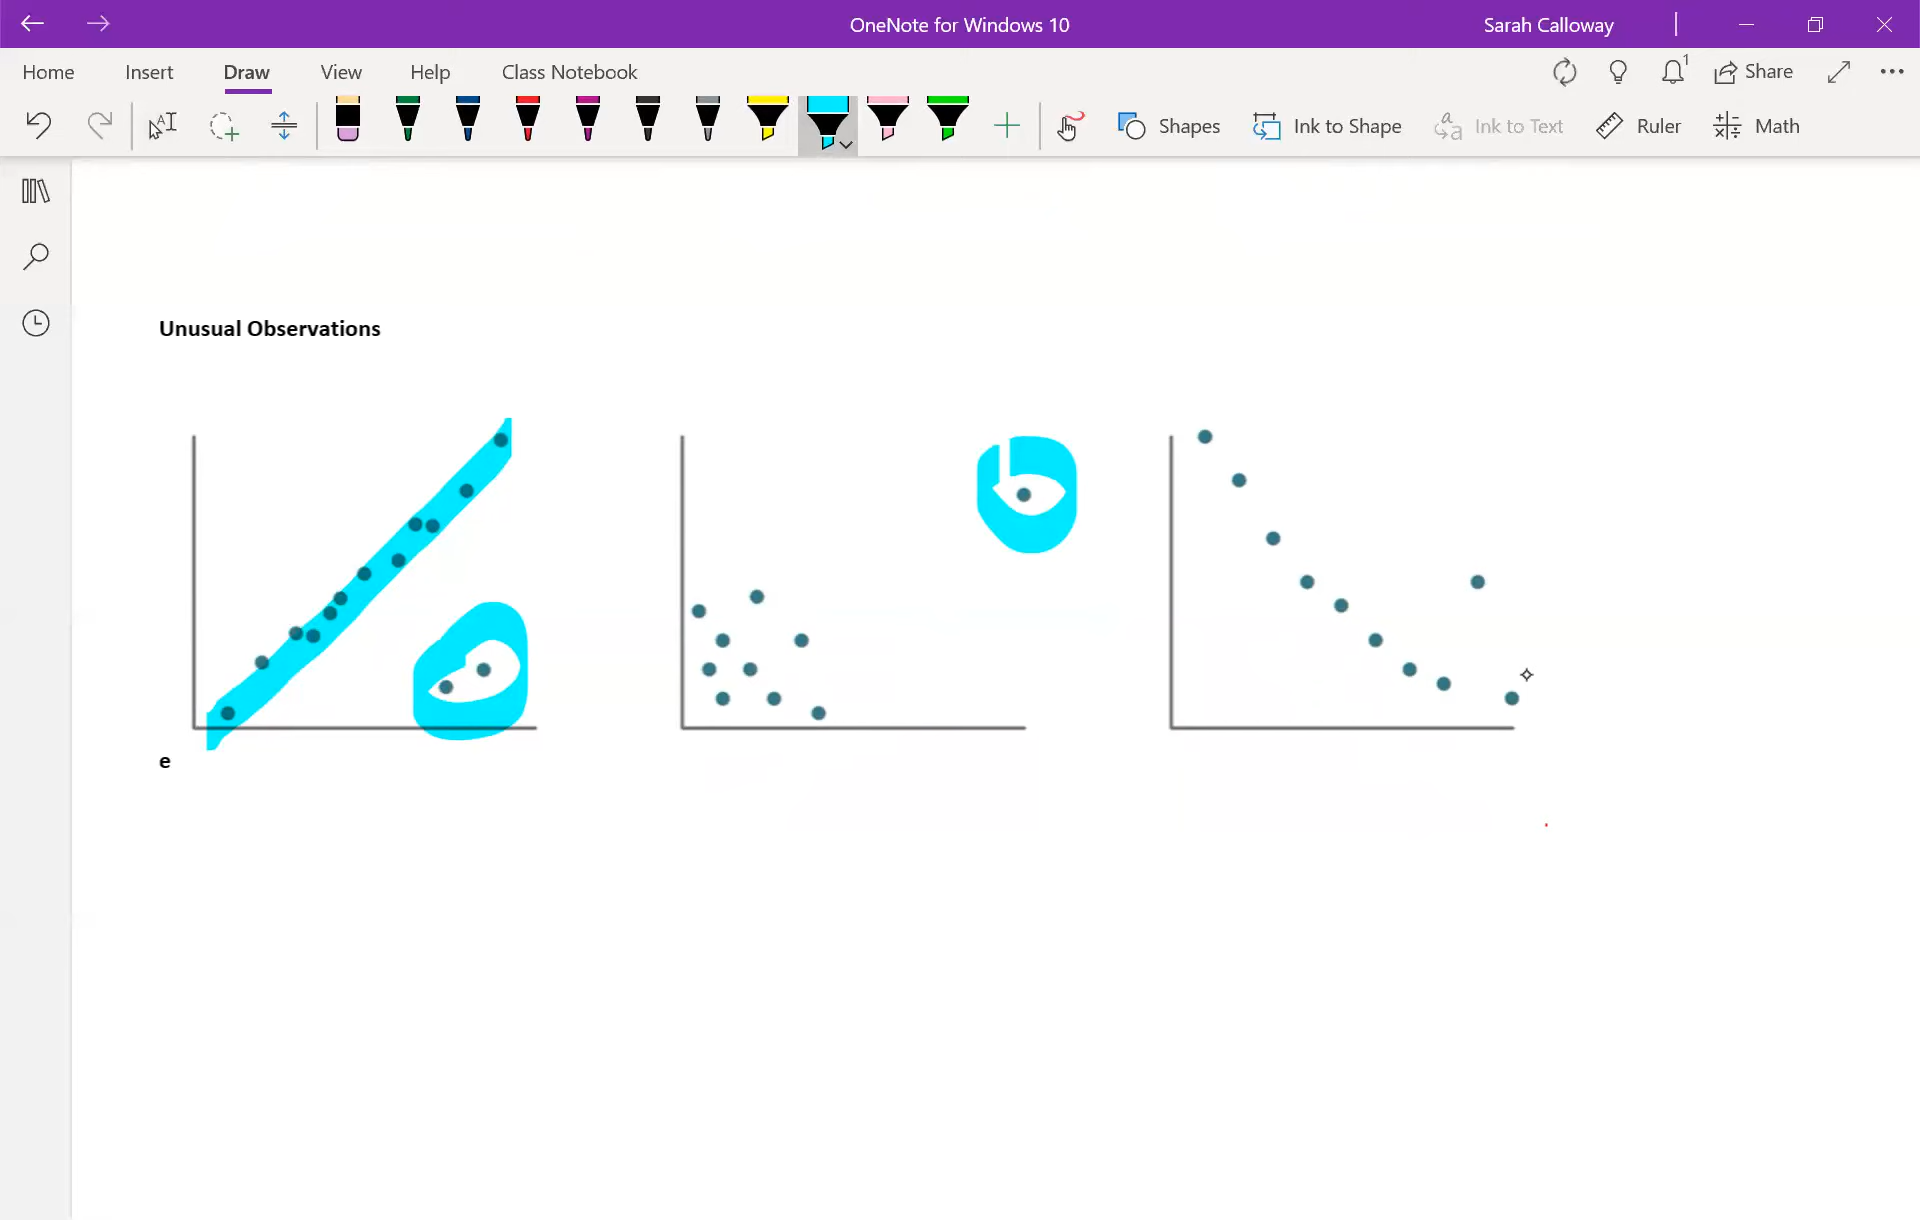 OneNote for Windows 10
Sarah Calloway
Home Insert Draw View Help Class Notebook
1
Share
Shapes Ink to Shape Ink to Text Ruler Math
Unusual Observations
e